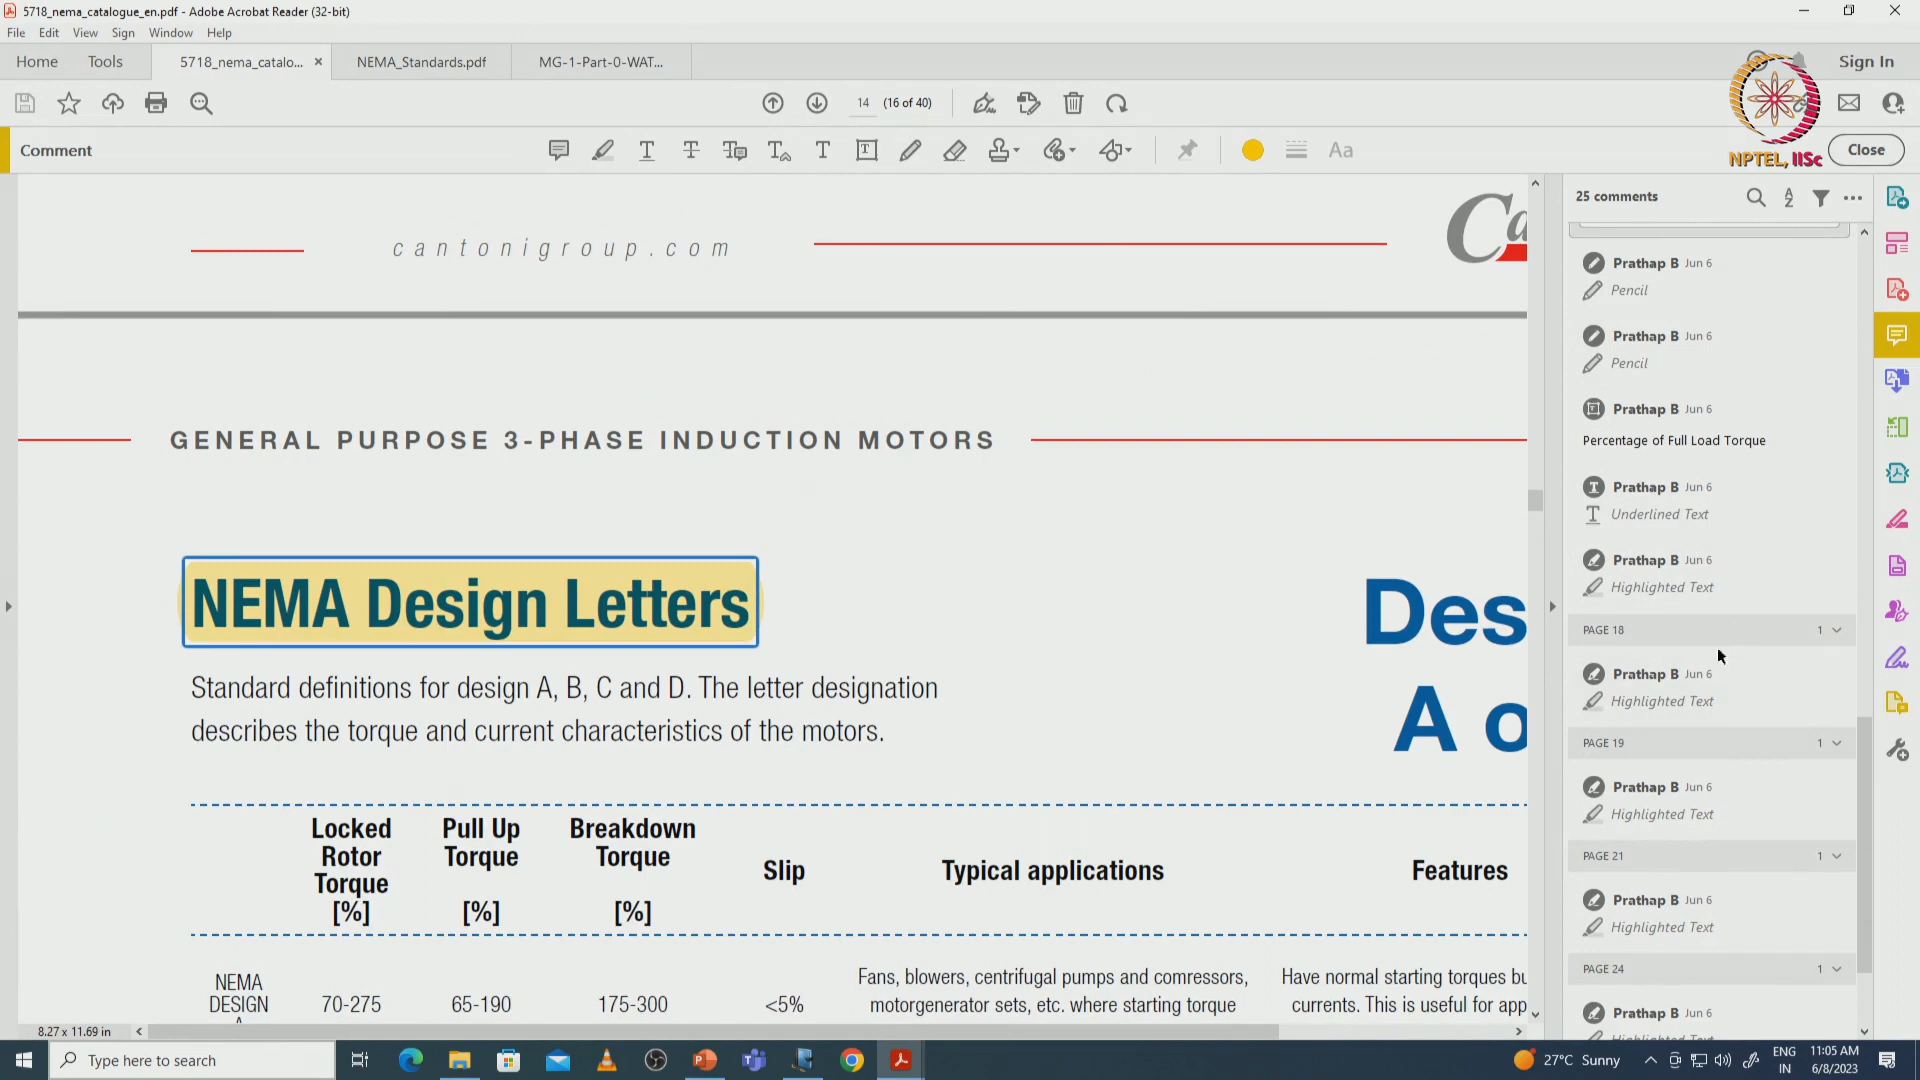 5718_nema_catalogue_en.pdf - Adobe Acrobat Reader (32-bit)
File Edit View Sign Window Help
Home Tools 5718_nema_catalo... × NEMA_Standards.pdf MG-1-Part-0-WAT... Sign In
14 (16 of 40)
NPTEL, IISc
Comment Close
25 comments
cantonigroup.com
Ca
GENERAL PURPOSE 3-PHASE INDUCTION MOTORS
NEMA Design Letters
Des
A o
Standard definitions for design A, B, C and D. The letter designation
describes the torque and current characteristics of the motors.
Locked Rotor Torque [%]
Pull Up Torque [%]
Breakdown Torque [%]
Slip
Typical applications
Features
NEMA
DESIGN
70-275
65-190
175-300
<5%
Fans, blowers, centrifugal pumps and comressors,
motorgenerator sets, etc. where starting torque
Have normal starting torques bu
currents. This is useful for app
Prathap B Jun 6
Pencil
Prathap B Jun 6
Pencil
Prathap B Jun 6
Percentage of Full Load Torque
Prathap B Jun 6
Underlined Text
Prathap B Jun 6
Highlighted Text
PAGE 18 1
Prathap B Jun 6
Highlighted Text
PAGE 19 1
Prathap B Jun 6
Highlighted Text
PAGE 21 1
Prathap B Jun 6
Highlighted Text
PAGE 24 1
Prathap B Jun 6
Highlighted Text
8.27 x 11.69 in
Type here to search
27°C Sunny
ENG
IN
11:05 AM
6/8/2023